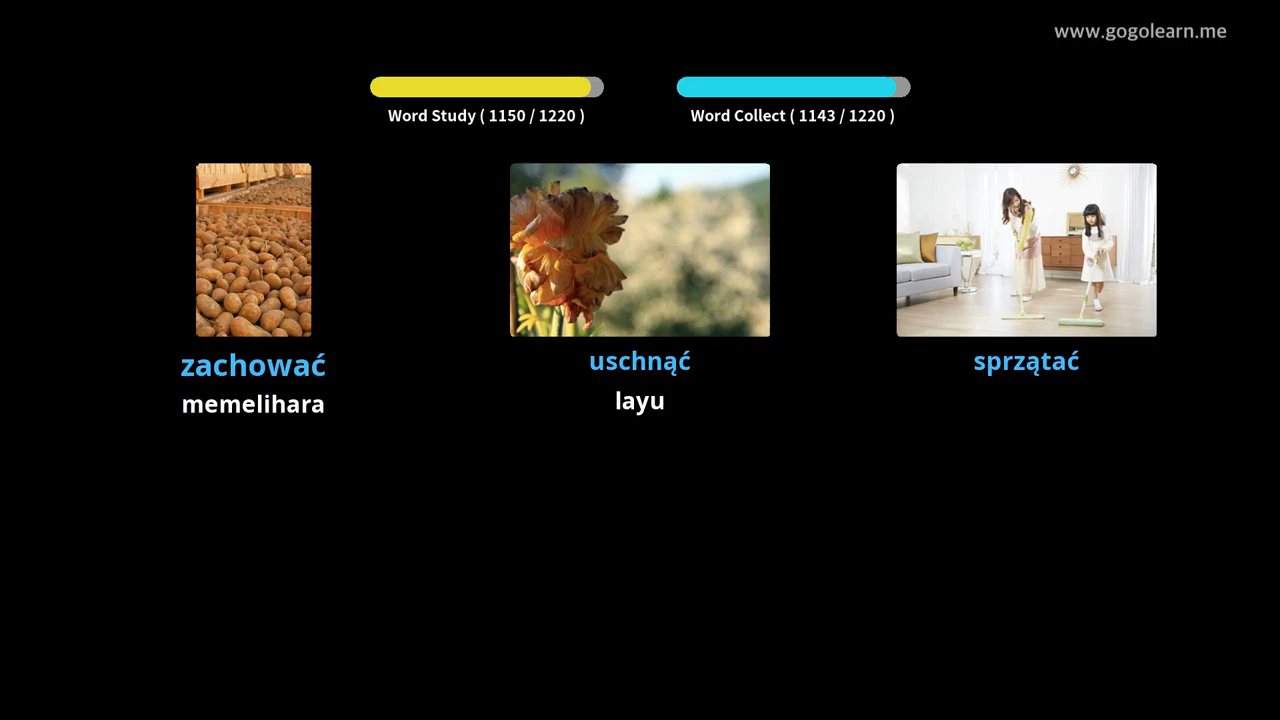 www.gogolearn.me
Word Study ( 1150 / 1220 )
Word Collect ( 1143 / 1220 )
zachować
memelihara
uschnąć
layu
sprzątać